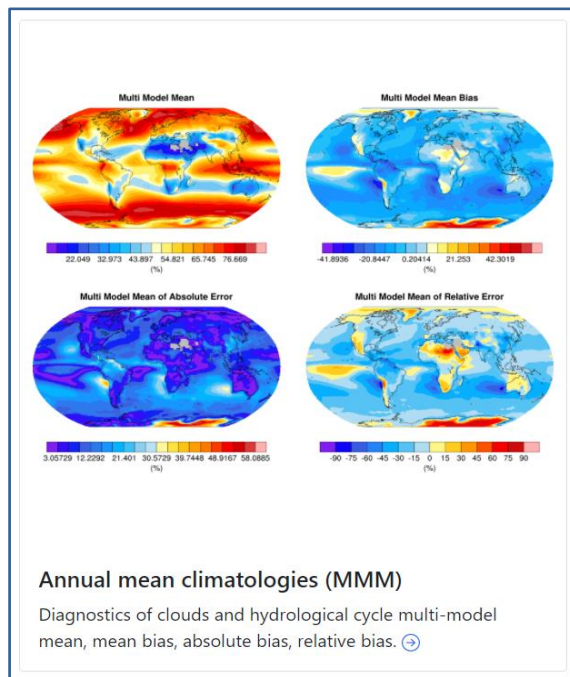 Multi Model Mean
Multi Model Mean Bias
22.049 32.973 43.897 54.821 65.745 76.669
(%)
-41.8936 -20.8447 0.20414 21.253 42.3019
(%)
Multi Model Mean of Absolute Error
Multi Model Mean of Relative Error
3.05729 12.2292 21.401 30.5729 39.7448 48.9167 58.0885
(%)
-90 -75 -60 -45 -30 -15 0 15 30 45 60 75 90
(%)
Annual mean climatologies (MMM)
Diagnostics of clouds and hydrological cycle multi-model
mean, mean bias, absolute bias, relative bias.